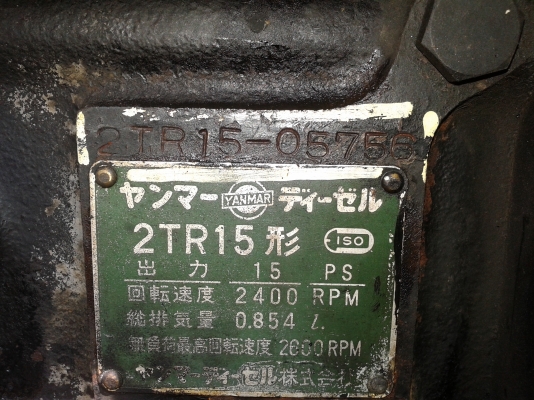 2TR15-05756
ヤンマー YANMAR ディーゼル
2TR15形 ISO
出力 15 PS
回転速度 2400 RPM
総排気量 0.854 l.
無負荷最高回転速度 2600RPM
ヤンマーディーゼル株式会社